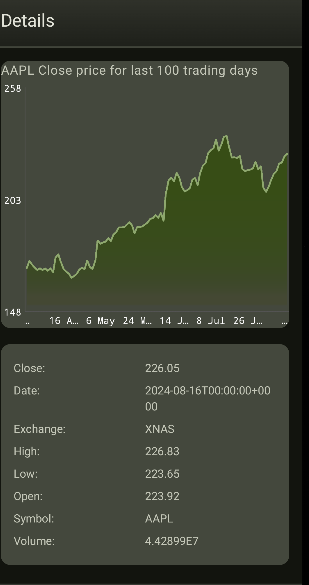 Details
AAPL Close price for last 100 trading days
258
203
148
… 16 A… 6 May 24 M… 14 J… 8 Jul 26 J… …
Close: 226.05
Date: 2024-08-16T00:00:00+00
00
Exchange: XNAS
High: 226.83
Low: 223.65
Open: 223.92
Symbol: AAPL
Volume: 4.42899E7